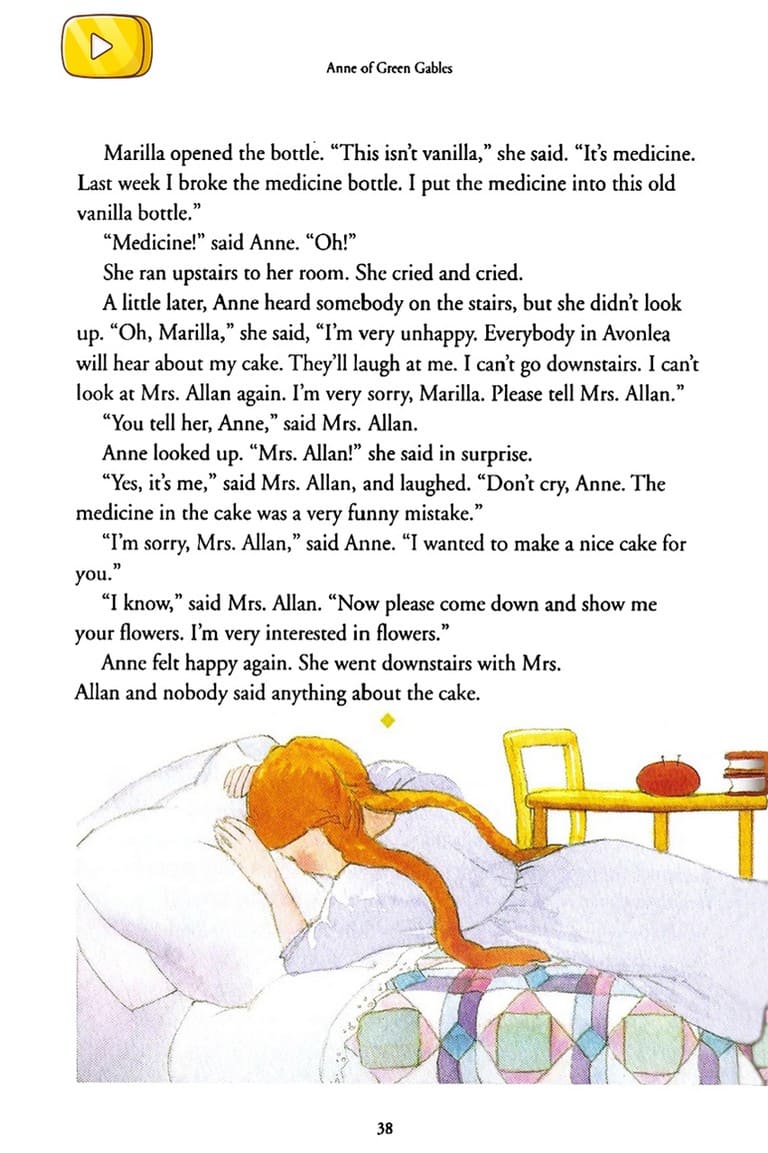 Anne of Green Gables
Marilla opened the bottle. “This isn’t vanilla,” she said. “It’s medicine.
Last week I broke the medicine bottle. I put the medicine into this old
vanilla bottle.”
“Medicine!” said Anne. “Oh!”
She ran upstairs to her room. She cried and cried.
A little later, Anne heard somebody on the stairs, but she didn’t look
up. “Oh, Marilla,” she said, “I’m very unhappy. Everybody in Avonlea
will hear about my cake. They’ll laugh at me. I can’t go downstairs. I can’t
look at Mrs. Allan again. I’m very sorry, Marilla. Please tell Mrs. Allan.”
“You tell her, Anne,” said Mrs. Allan.
Anne looked up. “Mrs. Allan!” she said in surprise.
“Yes, it’s me,” said Mrs. Allan, and laughed. “Don’t cry, Anne. The
medicine in the cake was a very funny mistake.”
“I’m sorry, Mrs. Allan,” said Anne. “I wanted to make a nice cake for
you.”
“I know,” said Mrs. Allan. “Now please come down and show me
your flowers. I’m very interested in flowers.”
Anne felt happy again. She went downstairs with Mrs.
Allan and nobody said anything about the cake.
38